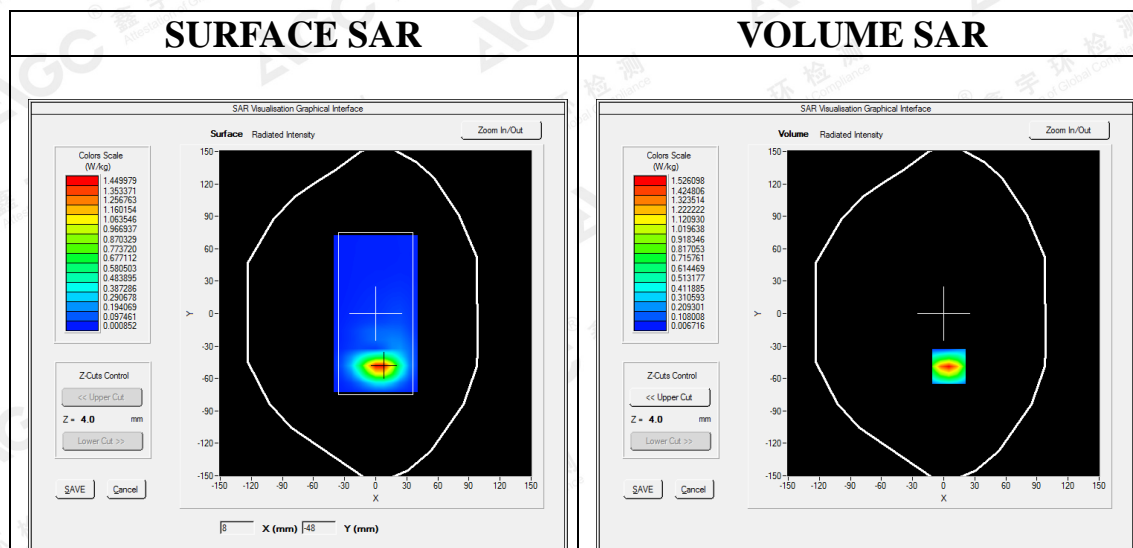 SURFACE SAR
VOLUME SAR
SAR Visualisation Graphical Interface
Surface Radiated Intensity
Zoom In/Out
Colors Scale
(W/kg)
1.449979
1.353371
1.256763
1.160154
1.063546
0.966937
0.870329
0.773720
0.677112
0.580503
0.483895
0.387286
0.290678
0.194069
0.097461
0.000852
150
120
90
60
30
0
-30
-60
-90
-120
-150
Y
-150 -120 -90 -60 -30 0 30 60 90 120 150
X
Z-Cuts Control
<< Upper Cut
Z = 4.0 mm
Lower Cut >>
SAVE Cancel
8 X (mm) -48 Y (mm)
SAR Visualisation Graphical Interface
Volume Radiated Intensity
Zoom In/Out
Colors Scale
(W/kg)
1.526098
1.424806
1.323514
1.222222
1.120930
1.019638
0.918346
0.817053
0.715761
0.614469
0.513177
0.411885
0.310593
0.209301
0.108008
0.006716
150
120
90
60
30
0
-30
-60
-90
-120
-150
Y
-150 -120 -90 -60 -30 0 30 60 90 120 150
X
Z-Cuts Control
<< Upper Cut
Z = 4.0 mm
Lower Cut >>
SAVE Cancel